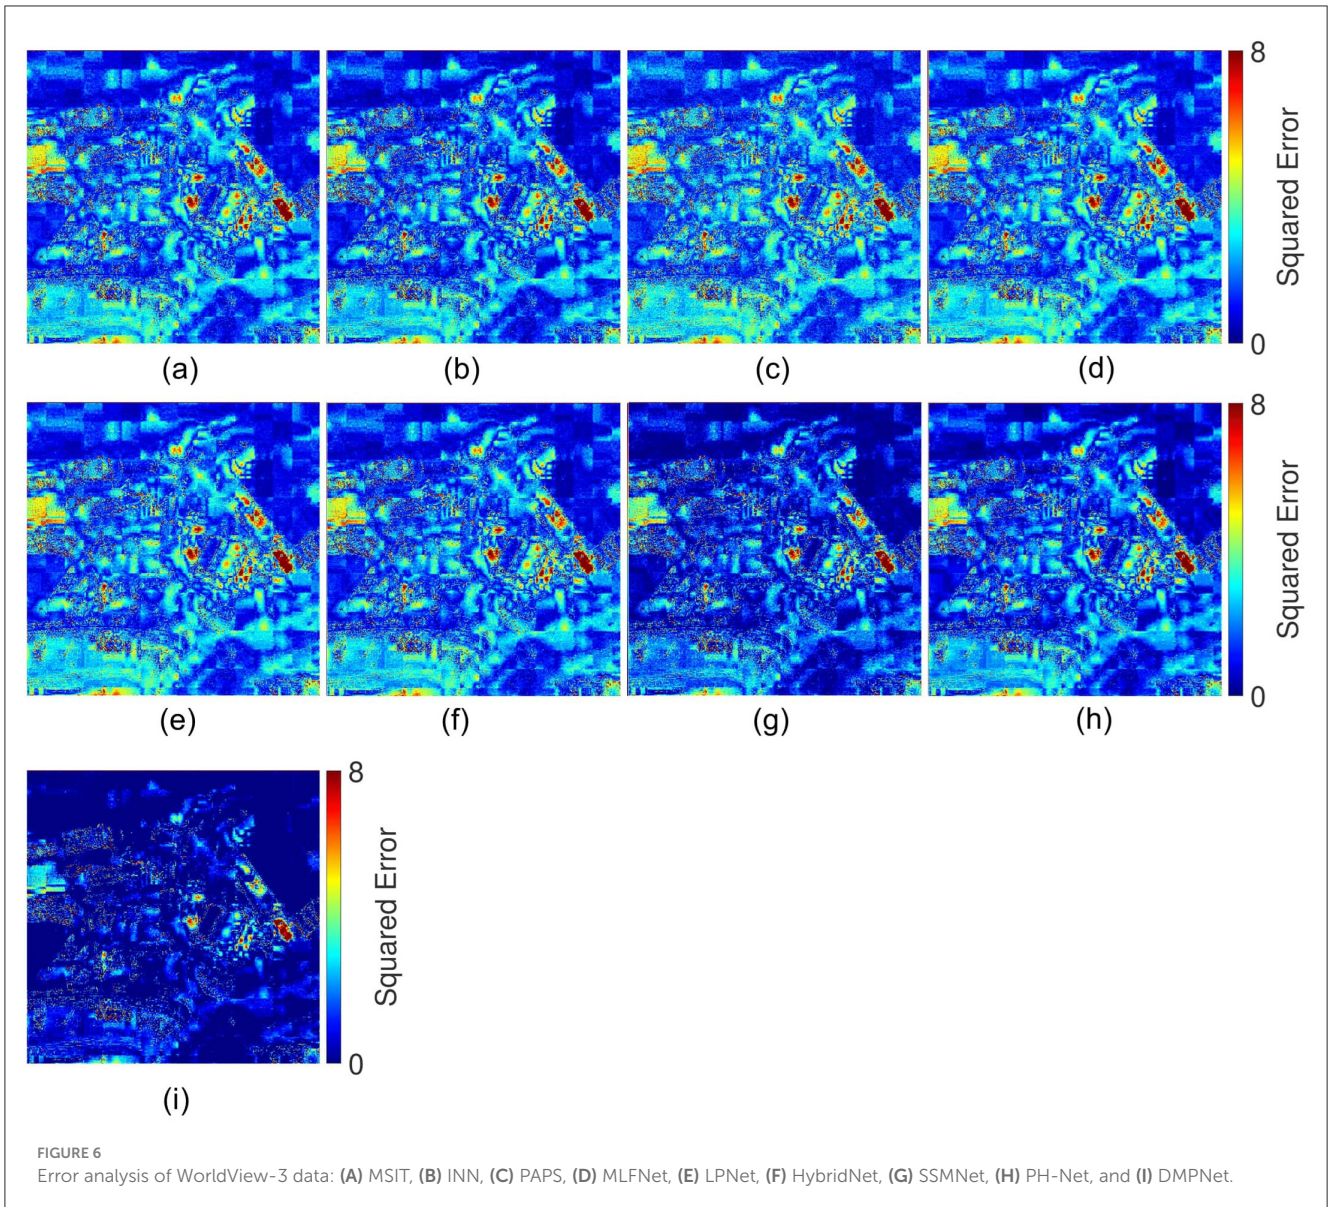 8
Squared Error
0
(a)
(b)
(c)
(d)
8
Squared Error
0
(e)
(f)
(g)
(h)
8
Squared Error
0
(i)
FIGURE 6
Error analysis of WorldView-3 data: (A) MSIT, (B) INN, (C) PAPS, (D) MLFNet, (E) LPNet, (F) HybridNet, (G) SSMNet, (H) PH-Net, and (I) DMPNet.